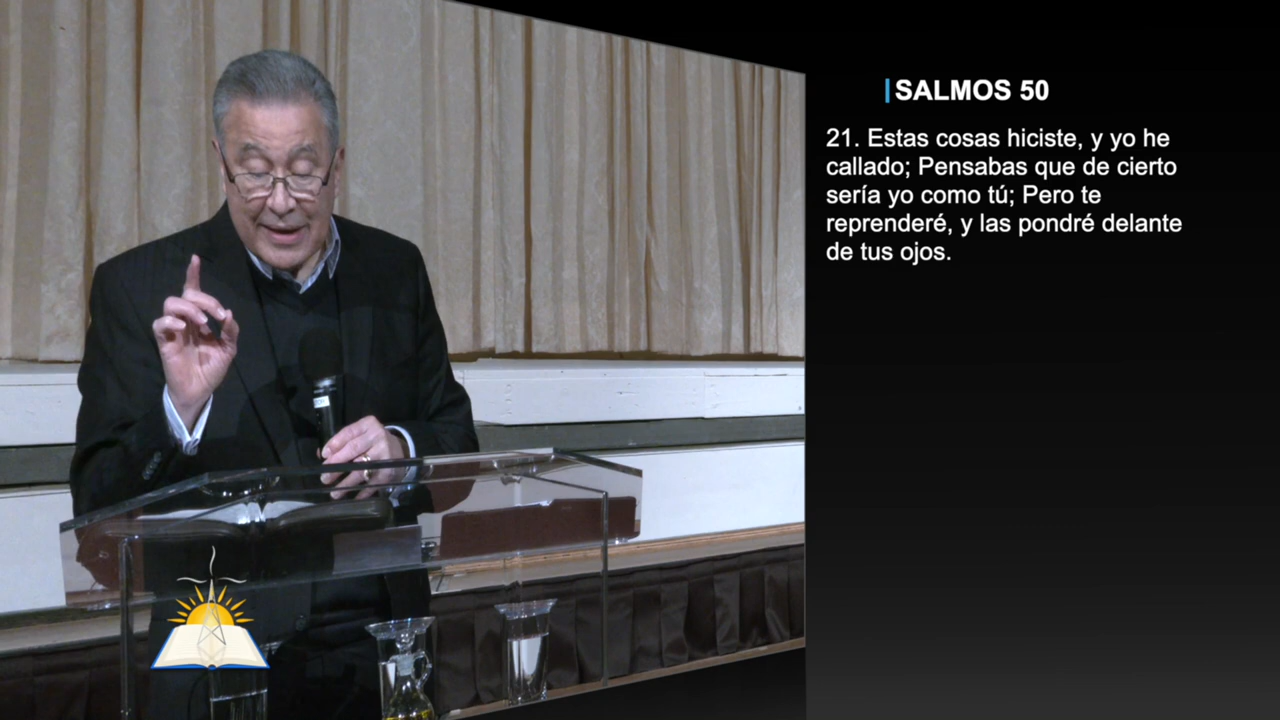 SALMOS 50
21. Estas cosas hiciste, y yo he
callado; Pensabas que de cierto
sería yo como tú; Pero te
reprenderé, y las pondré delante
de tus ojos.